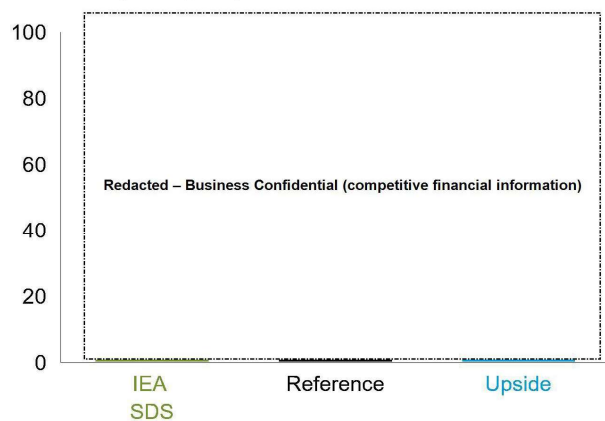 100
80
Redacted – Business Confidential (competitive financial information)
60
40
20
0
IEA
SDS
Reference
Upside